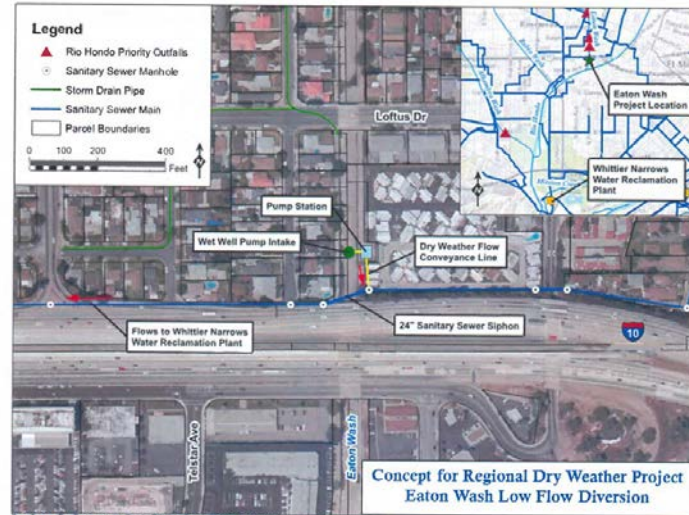 Legend
Rio Hondo Priority Outfalls
Sanitary Sewer Manhole
Storm Drain Pipe
Sanitary Sewer Main
Parcel Boundaries
0 100 200 400
Feet
N
Loftus Dr
Eaton Wash
Project Location
Whittier Narrows
Water Reclamation
Plant
N
Pump Station
Wet Well Pump Intake
Dry Weather Flow
Conveyance Line
Flows to Whittier Narrows
Water Reclamation Plant
24" Sanitary Sewer Siphon
10
Telstar Ave
Eaton Wash
Concept for Regional Dry Weather Project
Eaton Wash Low Flow Diversion